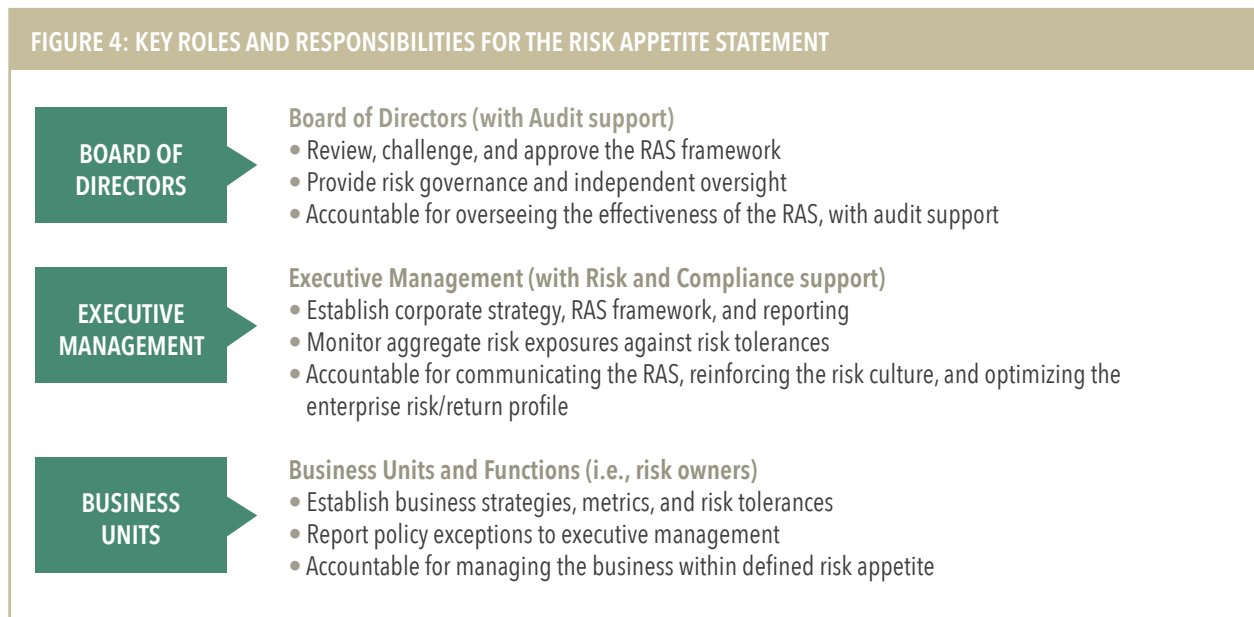 FIGURE 4: KEY ROLES AND RESPONSIBILITIES FOR THE RISK APPETITE STATEMENT
BOARD OF
DIRECTORS
Board of Directors (with Audit support)
• Review, challenge, and approve the RAS framework
• Provide risk governance and independent oversight
• Accountable for overseeing the effectiveness of the RAS, with audit support
EXECUTIVE
MANAGEMENT
Executive Management (with Risk and Compliance support)
• Establish corporate strategy, RAS framework, and reporting
• Monitor aggregate risk exposures against risk tolerances
• Accountable for communicating the RAS, reinforcing the risk culture, and optimizing the
enterprise risk/return profile
BUSINESS
UNITS
Business Units and Functions (i.e., risk owners)
• Establish business strategies, metrics, and risk tolerances
• Report policy exceptions to executive management
• Accountable for managing the business within defined risk appetite